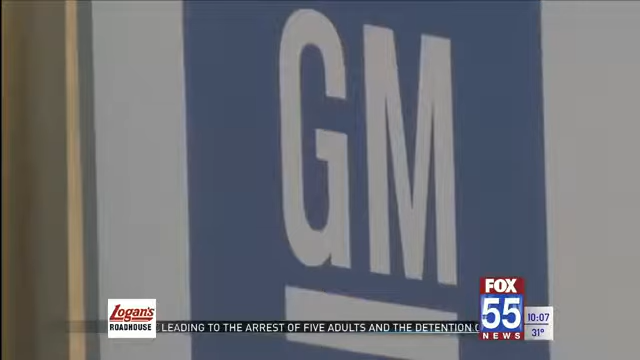 GM
Logan's
ROADHOUSE
LEADING TO THE ARREST OF FIVE ADULTS AND THE DETENTION
FOX
55
NEWS
10:07
31°